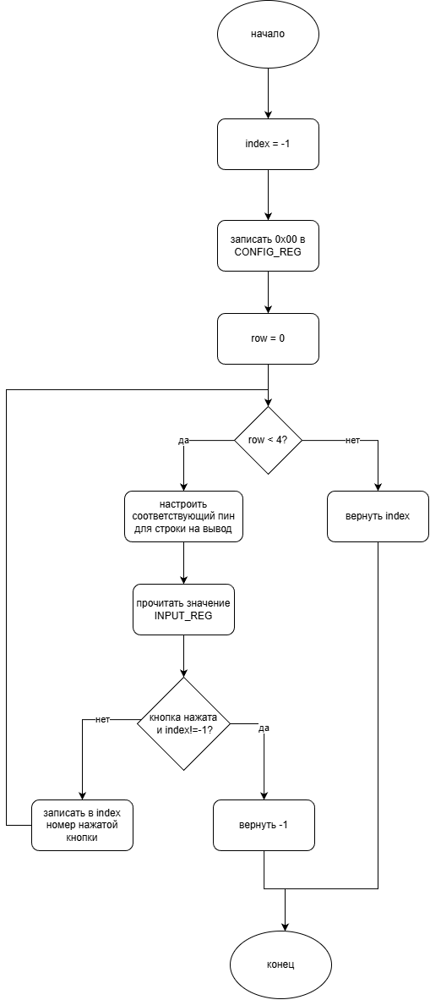 начало
index = -1
записать 0x00 в
CONFIG_REG
row = 0
row < 4?
да
нет
настроить
соответствующий пин
для строки на вывод
вернуть index
прочитать значение
INPUT_REG
кнопка нажата
и index!=-1?
нет
да
записать в index
номер нажатой
кнопки
вернуть -1
конец